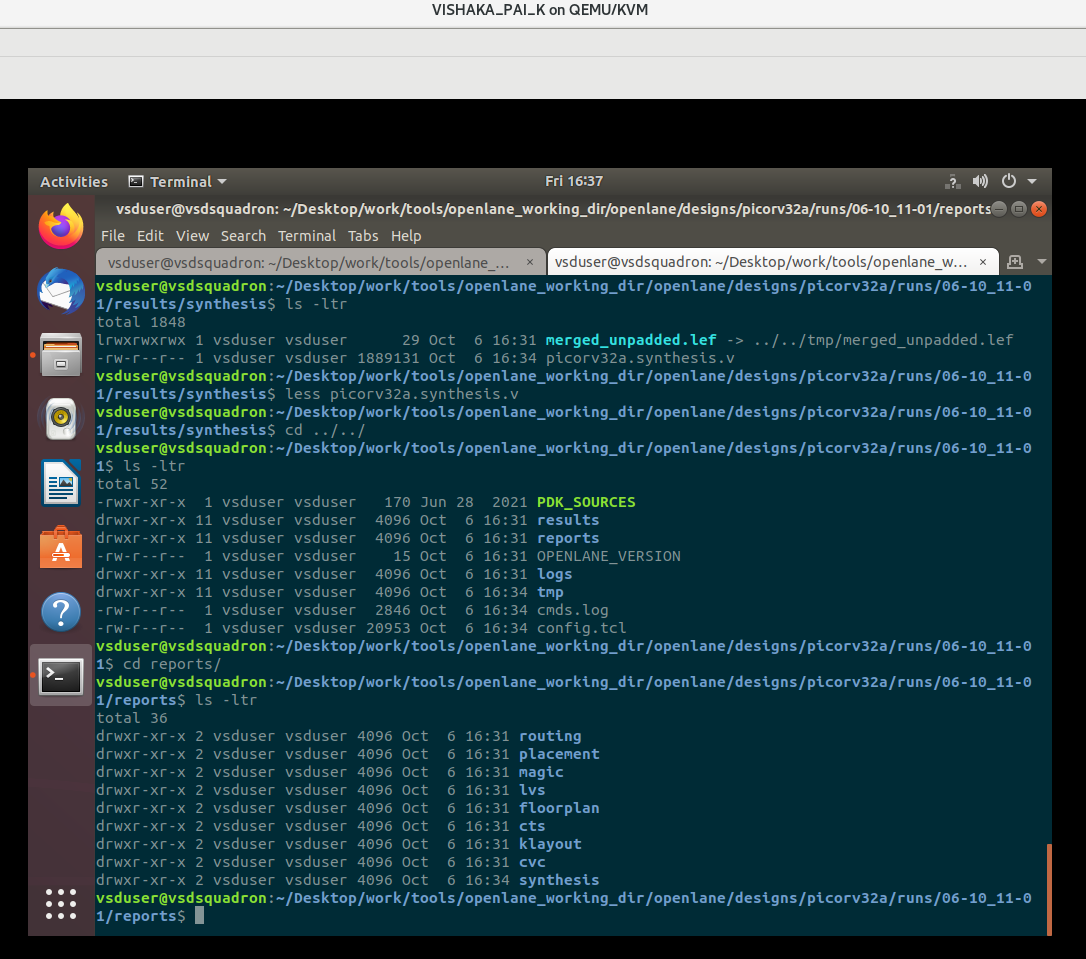 VISHAKA_PAI_K on QEMU/KVM
Activities Terminal Fri 16:37
vsduser@vsdsquadron: ~/Desktop/work/tools/openlane_working_dir/openlane/designs/picorv32a/runs/06-10_11-01/reports
File Edit View Search Terminal Tabs Help
vsduser@vsdsquadron: ~/Desktop/work/tools/openlane_... × vsduser@vsdsquadron: ~/Desktop/work/tools/openlane_w... ×
vsduser@vsdsquadron:~/Desktop/work/tools/openlane_working_dir/openlane/designs/picorv32a/runs/06-10_11-0
1/results/synthesis$ ls -ltr
total 1848
lrwxrwxrwx 1 vsduser vsduser      29 Oct  6 16:31 merged_unpadded.lef -> ../../tmp/merged_unpadded.lef
-rw-r--r-- 1 vsduser vsduser 1889131 Oct  6 16:34 picorv32a.synthesis.v
vsduser@vsdsquadron:~/Desktop/work/tools/openlane_working_dir/openlane/designs/picorv32a/runs/06-10_11-0
1/results/synthesis$ less picorv32a.synthesis.v
vsduser@vsdsquadron:~/Desktop/work/tools/openlane_working_dir/openlane/designs/picorv32a/runs/06-10_11-0
1/results/synthesis$ cd ../../
vsduser@vsdsquadron:~/Desktop/work/tools/openlane_working_dir/openlane/designs/picorv32a/runs/06-10_11-0
1$ ls -ltr
total 52
-rwxr-xr-x  1 vsduser vsduser   170 Jun 28  2021 PDK_SOURCES
drwxr-xr-x 11 vsduser vsduser  4096 Oct  6 16:31 results
drwxr-xr-x 11 vsduser vsduser  4096 Oct  6 16:31 reports
-rw-r--r--  1 vsduser vsduser    15 Oct  6 16:31 OPENLANE_VERSION
drwxr-xr-x 11 vsduser vsduser  4096 Oct  6 16:31 logs
drwxr-xr-x 11 vsduser vsduser  4096 Oct  6 16:34 tmp
-rw-r--r--  1 vsduser vsduser  2846 Oct  6 16:34 cmds.log
-rw-r--r--  1 vsduser vsduser 20953 Oct  6 16:34 config.tcl
vsduser@vsdsquadron:~/Desktop/work/tools/openlane_working_dir/openlane/designs/picorv32a/runs/06-10_11-0
1$ cd reports/
vsduser@vsdsquadron:~/Desktop/work/tools/openlane_working_dir/openlane/designs/picorv32a/runs/06-10_11-0
1/reports$ ls -ltr
total 36
drwxr-xr-x 2 vsduser vsduser 4096 Oct  6 16:31 routing
drwxr-xr-x 2 vsduser vsduser 4096 Oct  6 16:31 placement
drwxr-xr-x 2 vsduser vsduser 4096 Oct  6 16:31 magic
drwxr-xr-x 2 vsduser vsduser 4096 Oct  6 16:31 lvs
drwxr-xr-x 2 vsduser vsduser 4096 Oct  6 16:31 floorplan
drwxr-xr-x 2 vsduser vsduser 4096 Oct  6 16:31 cts
drwxr-xr-x 2 vsduser vsduser 4096 Oct  6 16:31 klayout
drwxr-xr-x 2 vsduser vsduser 4096 Oct  6 16:31 cvc
drwxr-xr-x 2 vsduser vsduser 4096 Oct  6 16:34 synthesis
vsduser@vsdsquadron:~/Desktop/work/tools/openlane_working_dir/openlane/designs/picorv32a/runs/06-10_11-0
1/reports$